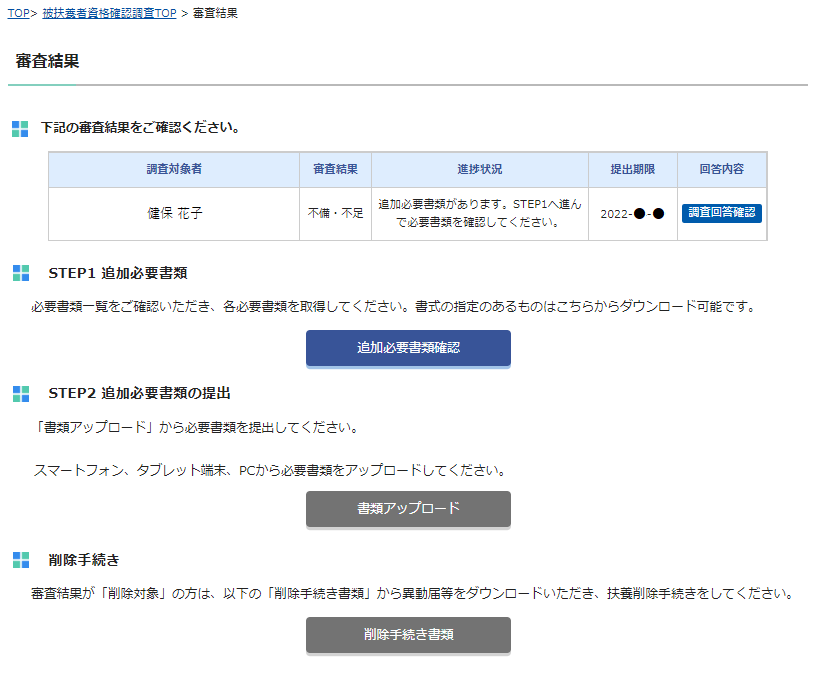 TOP> 被扶養者資格確認調査TOP > 審査結果
審査結果
下記の審査結果をご確認ください。
調査対象者 審査結果 進捗状況 提出期限 回答内容
健保 花子 不備・不足 追加必要書類があります。STEP1へ進ん
で必要書類を確認してください。 2022-●-● 調査回答確認
STEP1 追加必要書類
必要書類一覧をご確認いただき、各必要書類を取得してください。書式の指定のあるものはこちらからダウンロード可能です。
追加必要書類確認
STEP2 追加必要書類の提出
「書類アップロード」から必要書類を提出してください。
スマートフォン、タブレット端末、PCから必要書類をアップロードしてください。
書類アップロード
削除手続き
審査結果が「削除対象」の方は、以下の「削除手続き書類」から異動届等をダウンロードいただき、扶養削除手続きをしてください。
削除手続き書類